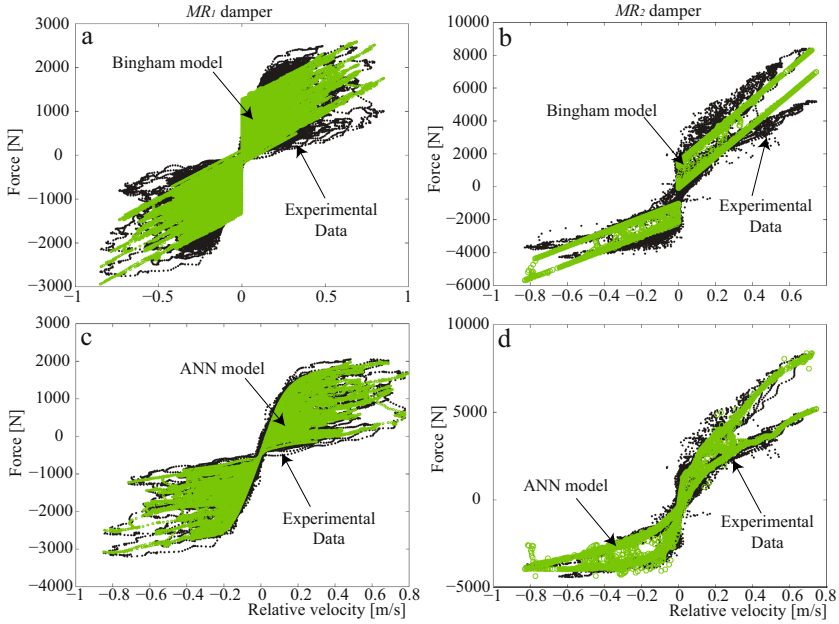 MR1 damper
MR2 damper
a
3000
2000
1000
0
−1000
−2000
3000
Force [N]
−1
−0.5
0
0.5
1
Bingham model
Experimental
Data
b
10000
8000
6000
4000
2000
0
−2000
−4000
−6000
Force [N]
−1
−0.8
−0.6
−0.4
−0.2
0
0.2
0.4
0.6
Bingham model
Experimental
Data
c
3000
2000
1000
0
−1000
−2000
−3000
−4000
Force [N]
−1
−0.8
−0.6
−0.4
−0.2
0
0.2
0.4
0.6
0.8
Relative velocity [m/s]
ANN model
Experimental
Data
d
10000
5000
0
−5000
Force [N]
−1
−0.8
−0.6
−0.4
−0.2
0
0.2
0.4
0.6
0.8
Relative velocity [m/s]
ANN model
Experimental
Data